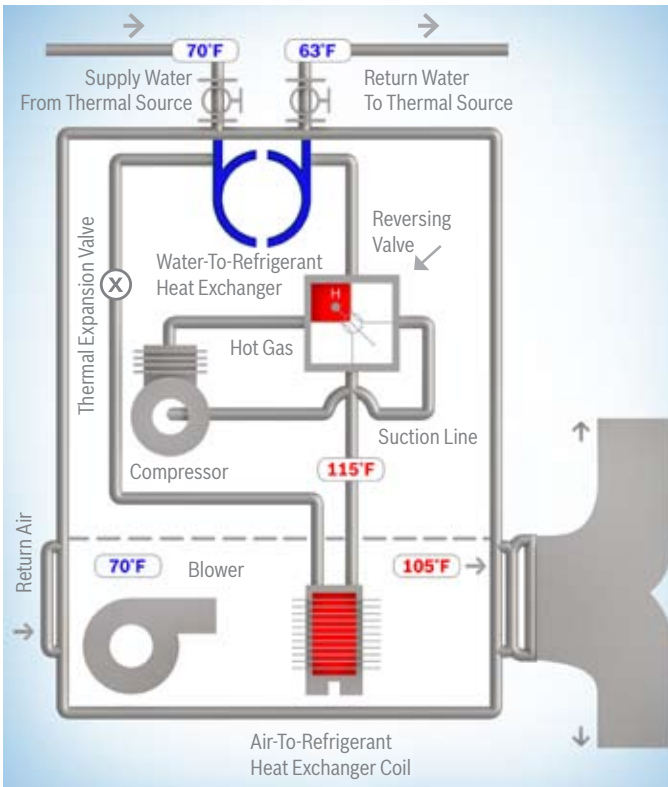 70°F
63°F
Supply Water
From Thermal Source
Return Water
To Thermal Source
Thermal Expansion Valve
X
Water-To-Refrigerant
Heat Exchanger
Reversing
Valve
H
Hot Gas
Compressor
Suction Line
115°F
Return Air
70°F
Blower
105°F
Air-To-Refrigerant
Heat Exchanger Coil